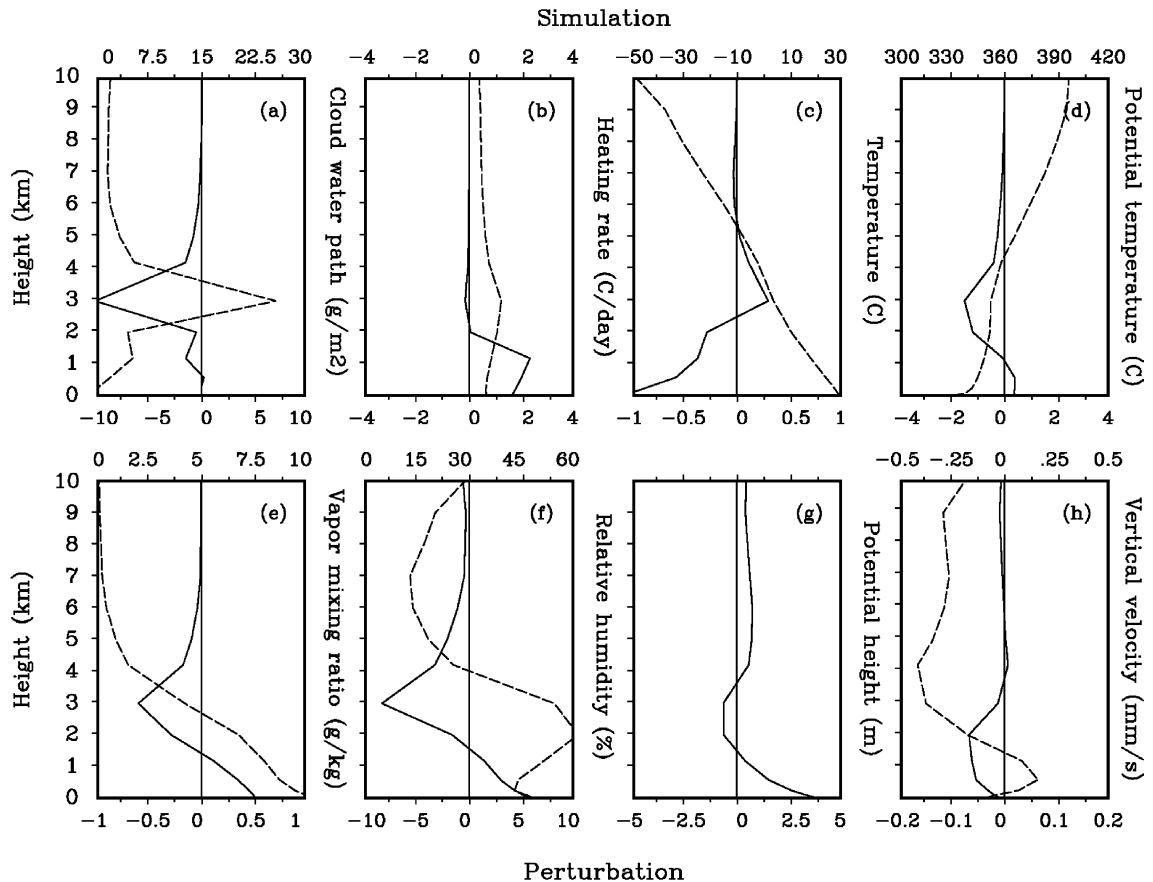 Simulation
0 7.5 15 22.5 30
-4 -2 0 2 4
-50 -30 -10 10 30
300 330 360 390 420
10
9
8
7
6
5
4
3
2
1
0
Height (km)
(a)
Cloud water path (g/m2)
(b)
Heating rate (C/day)
(c)
Temperature (C)
(d)
Potential temperature (C)
-10 -5 0 5 10
-4 -2 0 2 4
-1 -0.5 0 0.5 1
-4 -2 0 2 4
0 2.5 5 7.5 10
5 15 30 45 60
-0.5 -.25 0 .25 0.5
10
9
8
7
6
5
4
3
2
1
0
Height (km)
(e)
Vapor mixing ratio (g/kg)
(f)
Relative humidity (%)
(g)
Potential height (m)
(h)
Vertical velocity (mm/s)
-1 -0.5 0 0.5 1
-10 -5 0 5 10
-5 -2.5 0 2.5 5
-0.2 -0.1 0 0.1 0.2
Perturbation